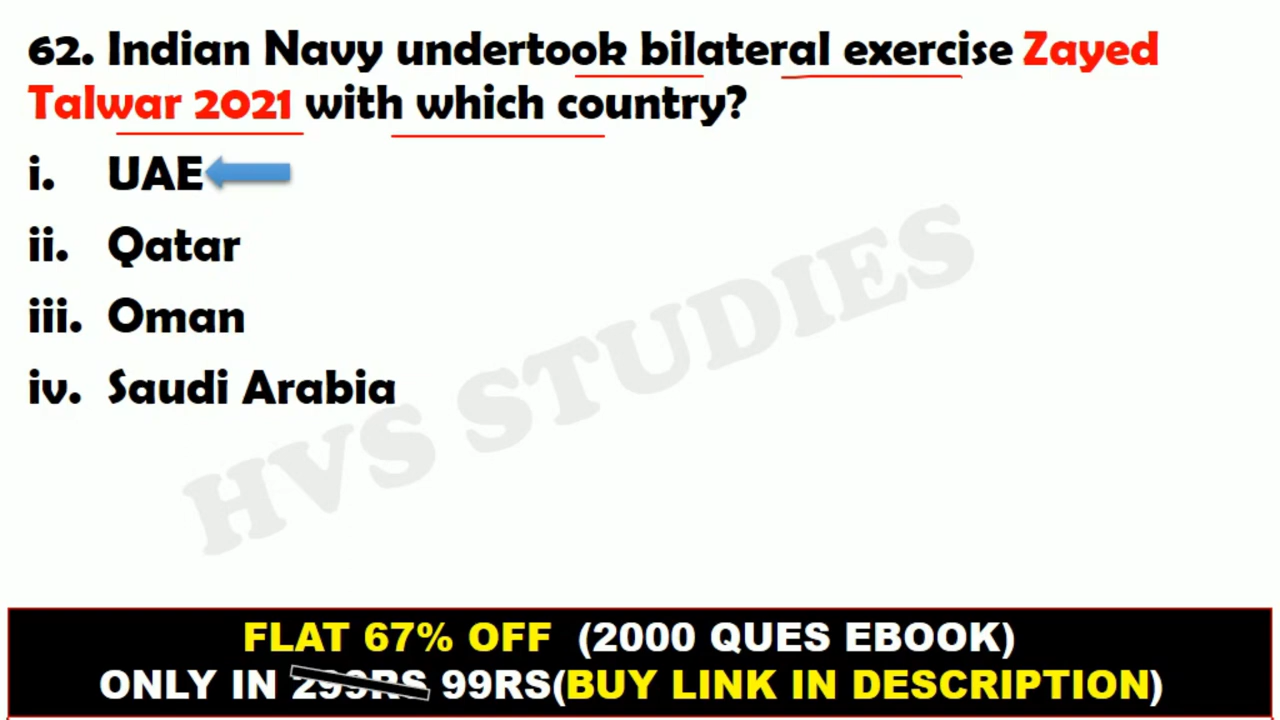 62. Indian Navy undertook bilateral exercise Zayed
Talwar 2021 with which country?
i. UAE
ii. Qatar
iii. Oman
iv. Saudi Arabia
HVS STUDIES
FLAT 67% OFF (2000 QUES EBOOK)
ONLY IN 299RS 99RS(BUY LINK IN DESCRIPTION)